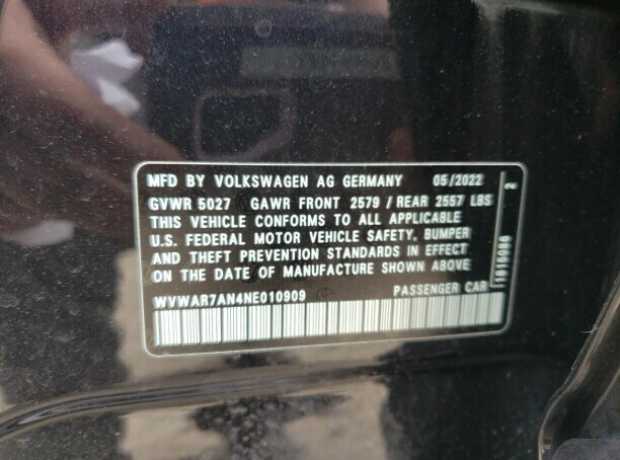 MFD BY VOLKSWAGEN AG GERMANY 05/2022
GVWR 5027 GAWR FRONT 2579 / REAR 2557 LBS
THIS VEHICLE CONFORMS TO ALL APPLICABLE
U.S. FEDERAL MOTOR VEHICLE SAFETY, BUMPER
AND THEFT PREVENTION STANDARDS IN EFFECT
ON THE DATE OF MANUFACTURE SHOWN ABOVE
WVWAR7AN4NE010909 PASSENGER CAR